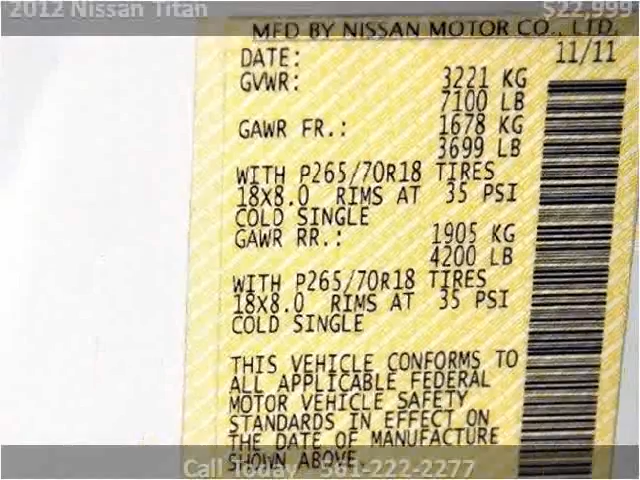 2012 Nissan Titan $22,999
MFD BY NISSAN MOTOR CO., LTD.
DATE: 11/11
GVWR: 3221 KG
7100 LB
GAWR FR.: 1678 KG
3699 LB
WITH P265/70R18 TIRES
18X8.0 RIMS AT 35 PSI
COLD SINGLE
GAWR RR.: 1905 KG
4200 LB
WITH P265/70R18 TIRES
18X8.0 RIMS AT 35 PSI
COLD SINGLE
THIS VEHICLE CONFORMS TO
ALL APPLICABLE FEDERAL
MOTOR VEHICLE SAFETY
STANDARDS IN EFFECT ON
THE DATE OF MANUFACTURE
SHOWN ABOVE.
Call Today - 561-222-2277